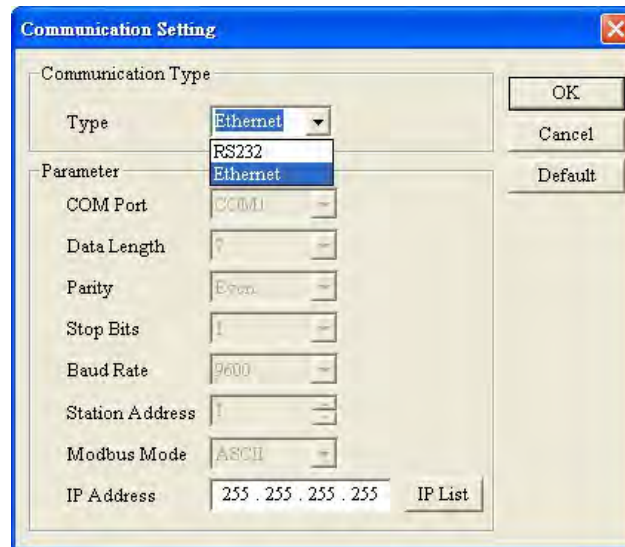 Communication Setting
Communication Type
OK
Type Ethernet
Cancel
RS232
Ethernet
Parameter
Default
COM Port COM1
Data Length 7
Parity Even
Stop Bits 1
Baud Rate 9600
Station Address 1
Modbus Mode ASCII
IP Address 255 . 255 . 255 . 255 IP List